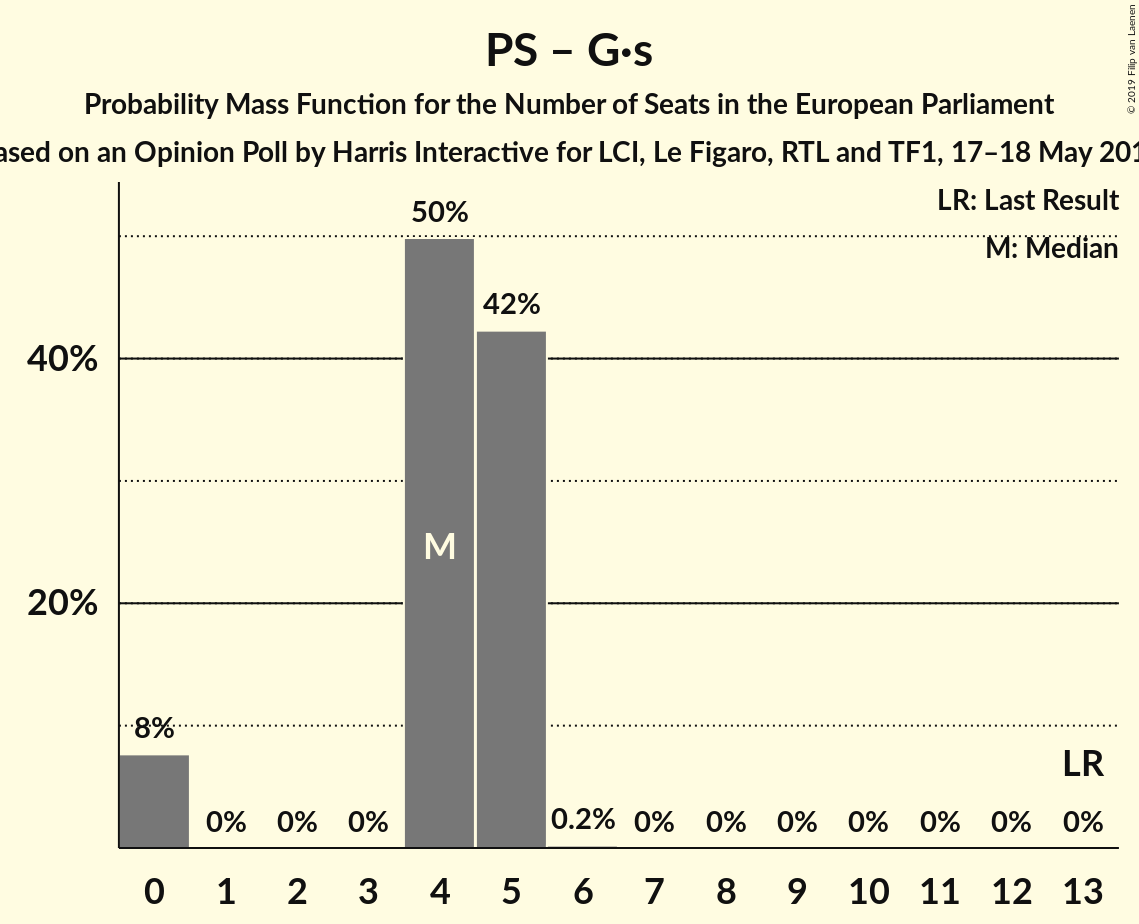 PS – G·s
Probability Mass Function for the Number of Seats in the European Parliament
ased on an Opinion Poll by Harris Interactive for LCI, Le Figaro, RTL and TF1, 17–18 May 201
© 2019 Filip van Laenen
LR: Last Result
M: Median
50%
42%
40%
M
20%
8%
LR
0% 0% 0% 0.2% 0% 0% 0% 0% 0% 0% 0%
0 1 2 3 4 5 6 7 8 9 10 11 12 13